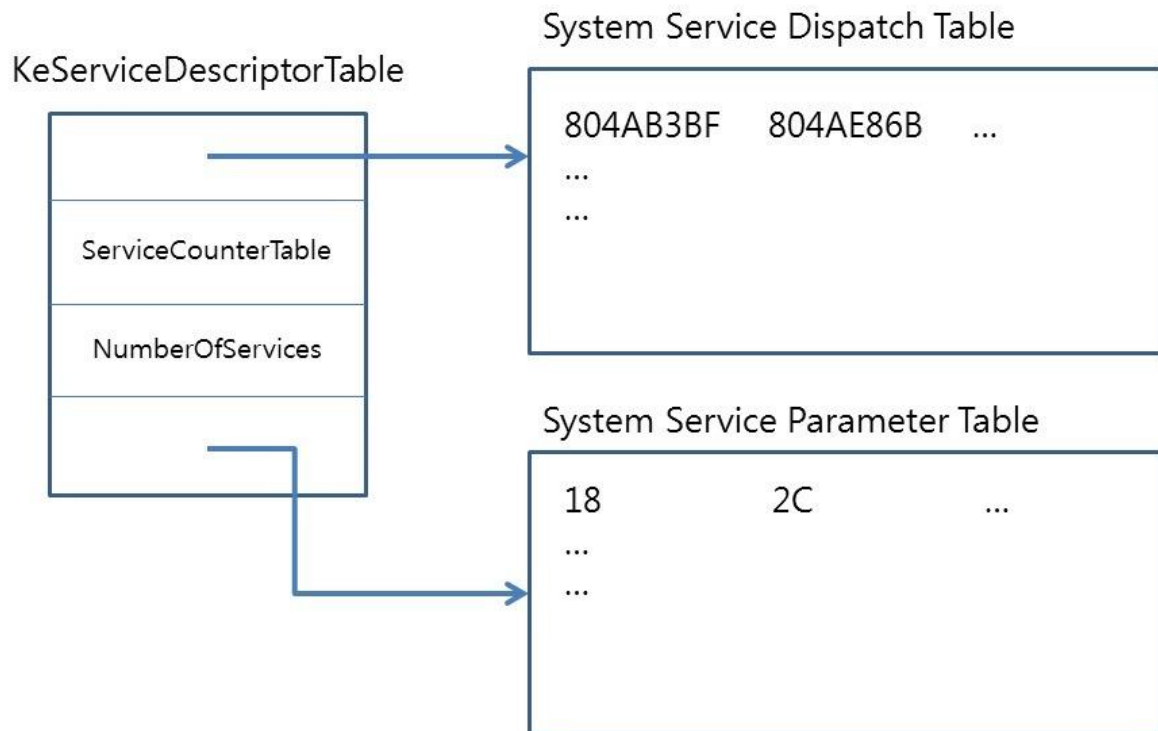 System Service Dispatch Table
KeServiceDescriptorTable
804AB3BF 804AE86B ...
...
...
ServiceCounterTable
NumberOfServices
System Service Parameter Table
18 2C ...
...
...